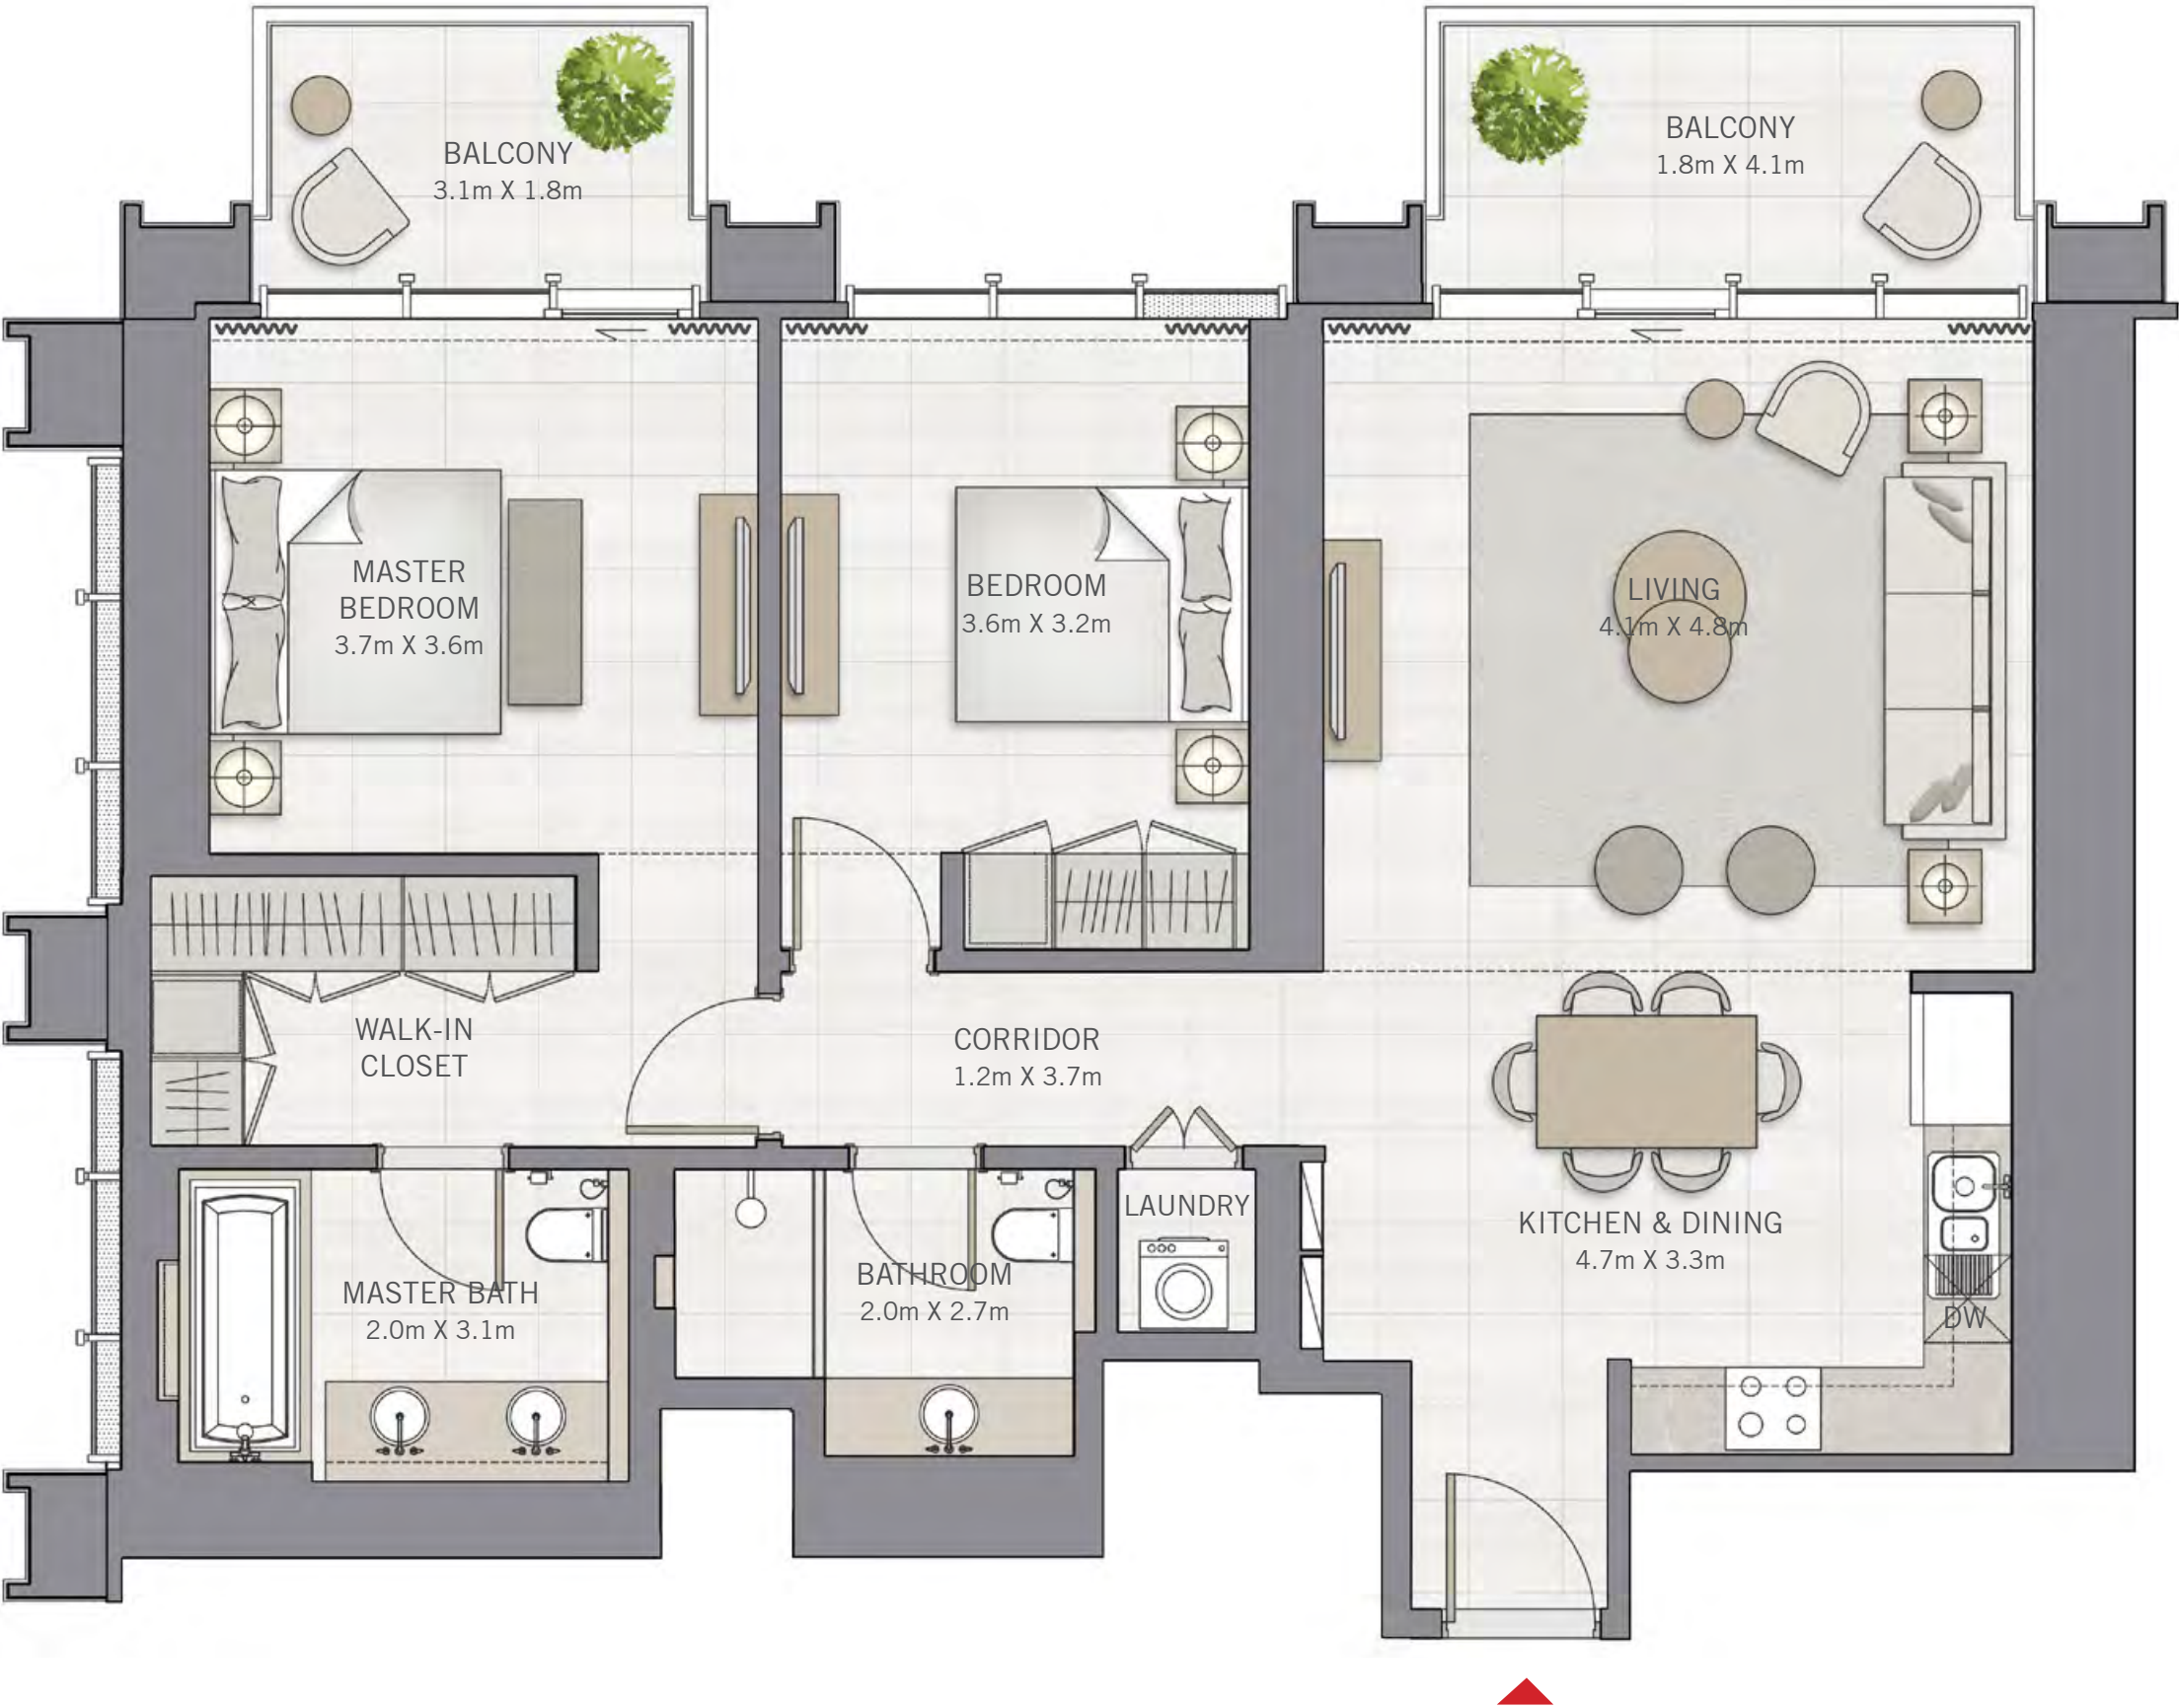 BALCONY
3.1m X 1.8m
BALCONY
1.8m X 4.1m
MASTER
BEDROOM
3.7m X 3.6m
BEDROOM
3.6m X 3.2m
LIVING
4.1m X 4.8m
WALK-IN
CLOSET
CORRIDOR
1.2m X 3.7m
MASTER BATH
2.0m X 3.1m
BATHROOM
2.0m X 2.7m
LAUNDRY
KITCHEN & DINING
4.7m X 3.3m
DW